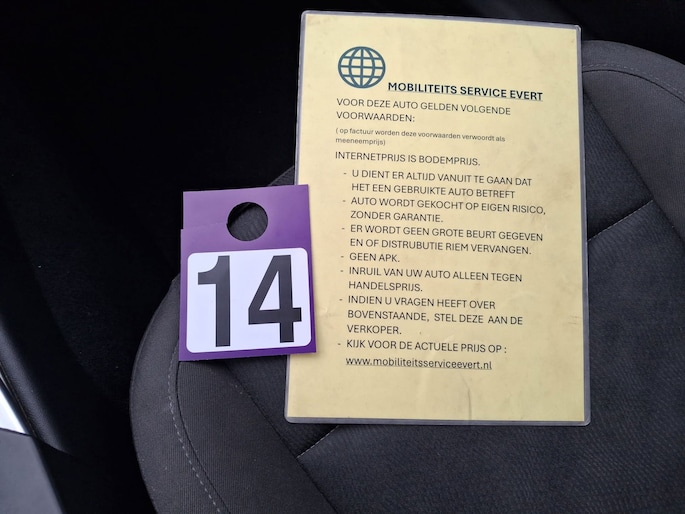 MOBILITEITS SERVICE EVERT
VOOR DEZE AUTO GELDEN VOLGENDE
VOORWAARDEN:
( op factuur worden deze voorwaarden verwoordt als
meeneemprijs)
INTERNETPRIJS IS BODEMPRIJS.
- U DIENT ER ALTIJD VANUIT TE GAAN DAT
HET EEN GEBRUIKTE AUTO BETREFT
- AUTO WORDT GEKOCHT OP EIGEN RISICO,
ZONDER GARANTIE.
- ER WORDT GEEN GROTE BEURT GEGEVEN
EN OF DISTRUBUTIE RIEM VERVANGEN.
- GEEN APK.
- INRUIL VAN UW AUTO ALLEEN TEGEN
HANDELSPRIJS.
- INDIEN U VRAGEN HEEFT OVER
BOVENSTAANDE, STEL DEZE AAN DE
VERKOPER.
- KIJK VOOR DE ACTUELE PRIJS OP :
www.mobiliteitsserviceevert.nl
14